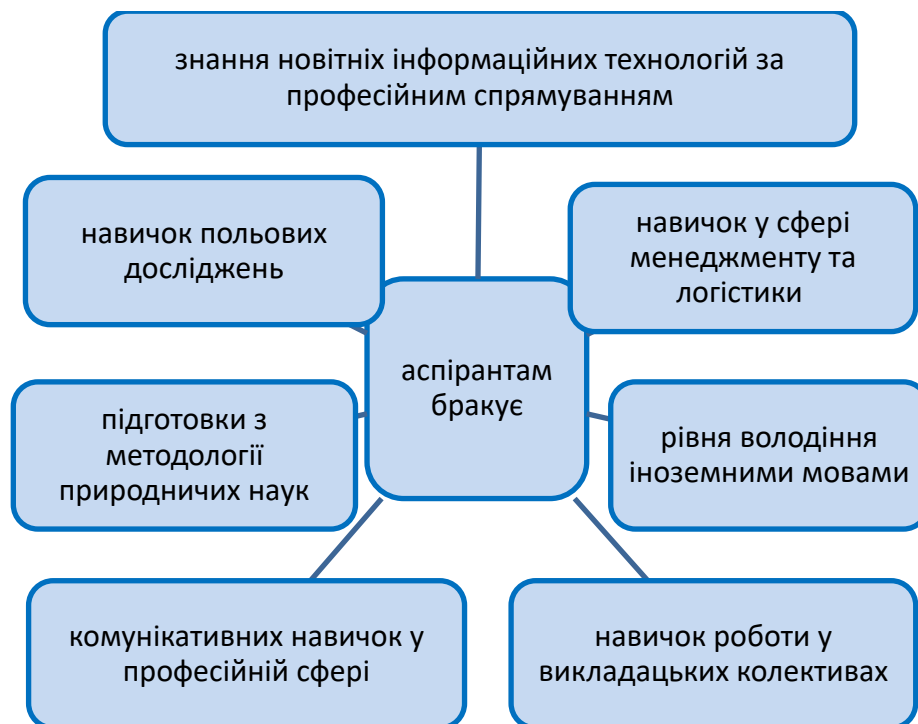 знання новітніх інформаційних технологій за
професійним спрямуванням
навичок польових
досліджень
навичок у сфері
менеджменту та
логістики
аспірантам
бракує
підготовки з
методології
природничих наук
рівня володіння
іноземними мовами
комунікативних навичок у
професійній сфері
навичок роботи у
викладацьких колективах